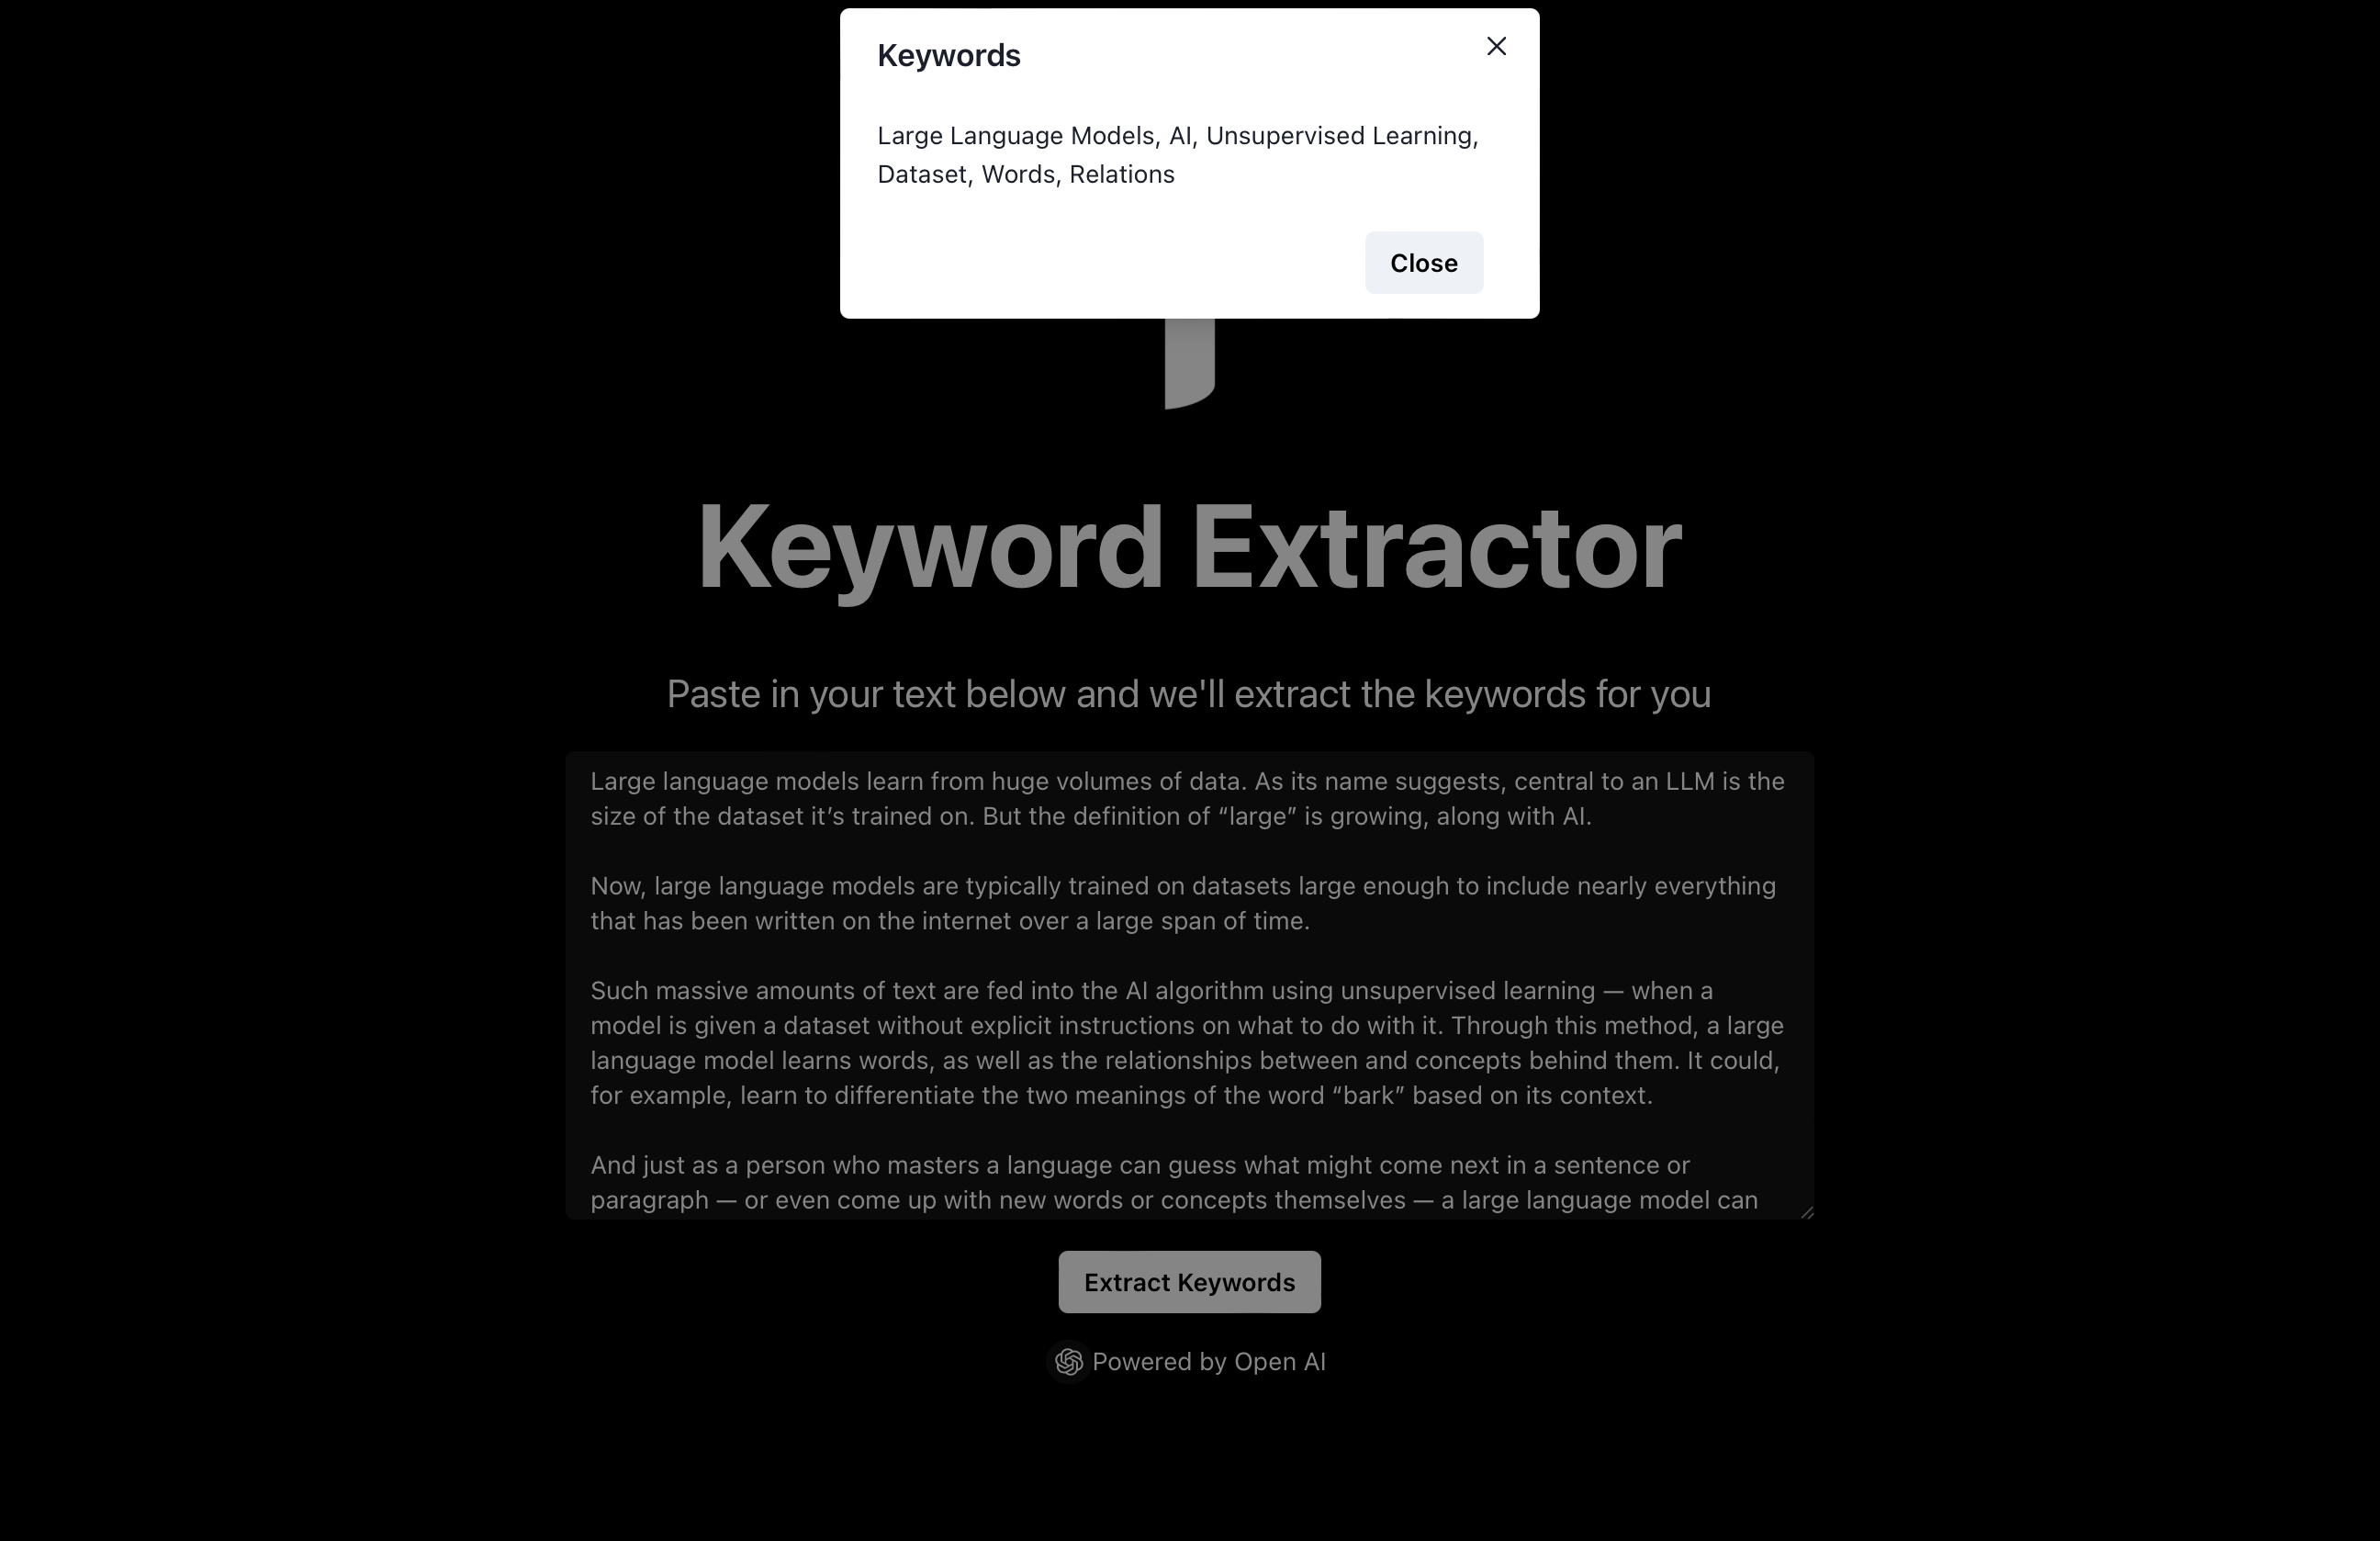 Keywords
Large Language Models, AI, Unsupervised Learning,
Dataset, Words, Relations
Close
Keyword Extractor
Paste in your text below and we'll extract the keywords for you
Large language models learn from huge volumes of data. As its name suggests, central to an LLM is the
size of the dataset it’s trained on. But the definition of “large” is growing, along with AI.
Now, large language models are typically trained on datasets large enough to include nearly everything
that has been written on the internet over a large span of time.
Such massive amounts of text are fed into the AI algorithm using unsupervised learning — when a
model is given a dataset without explicit instructions on what to do with it. Through this method, a large
language model learns words, as well as the relationships between and concepts behind them. It could,
for example, learn to differentiate the two meanings of the word “bark” based on its context.
And just as a person who masters a language can guess what might come next in a sentence or
paragraph — or even come up with new words or concepts themselves — a large language model can
Extract Keywords
Powered by Open AI